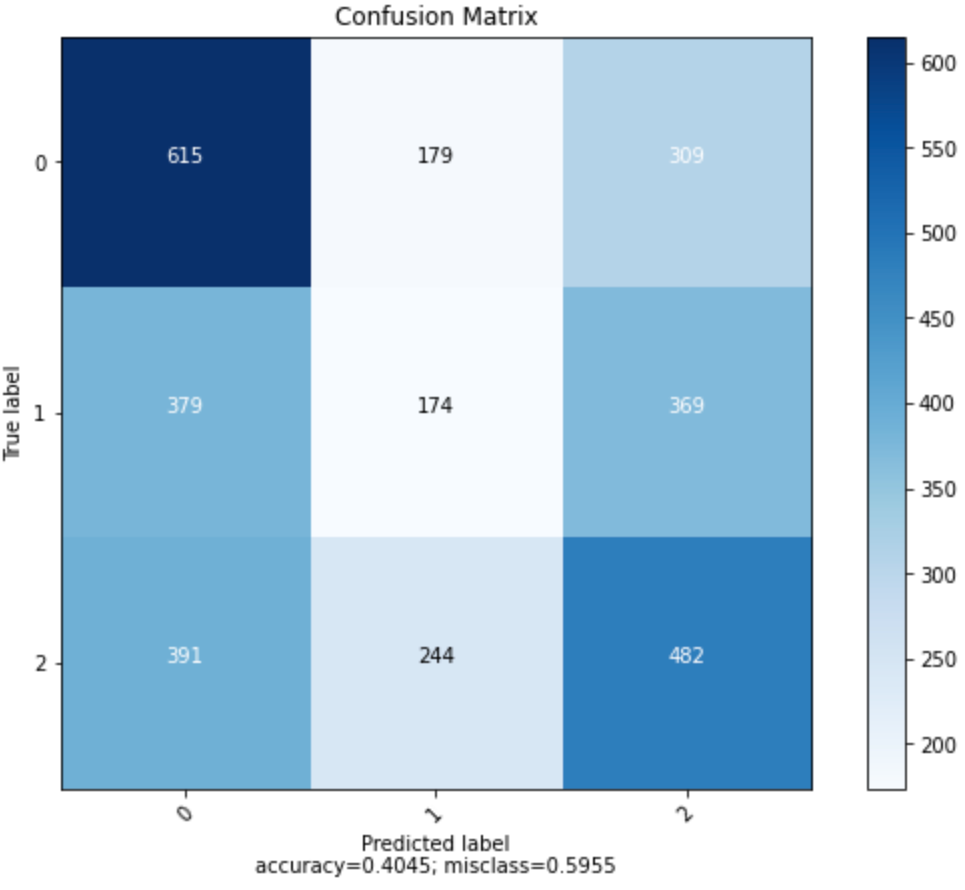 Confusion Matrix
0 615 179 309
1 379 174 369
2 391 244 482
True label
0 1 2
Predicted label
accuracy=0.4045; misclass=0.5955
600
550
500
450
400
350
300
250
200